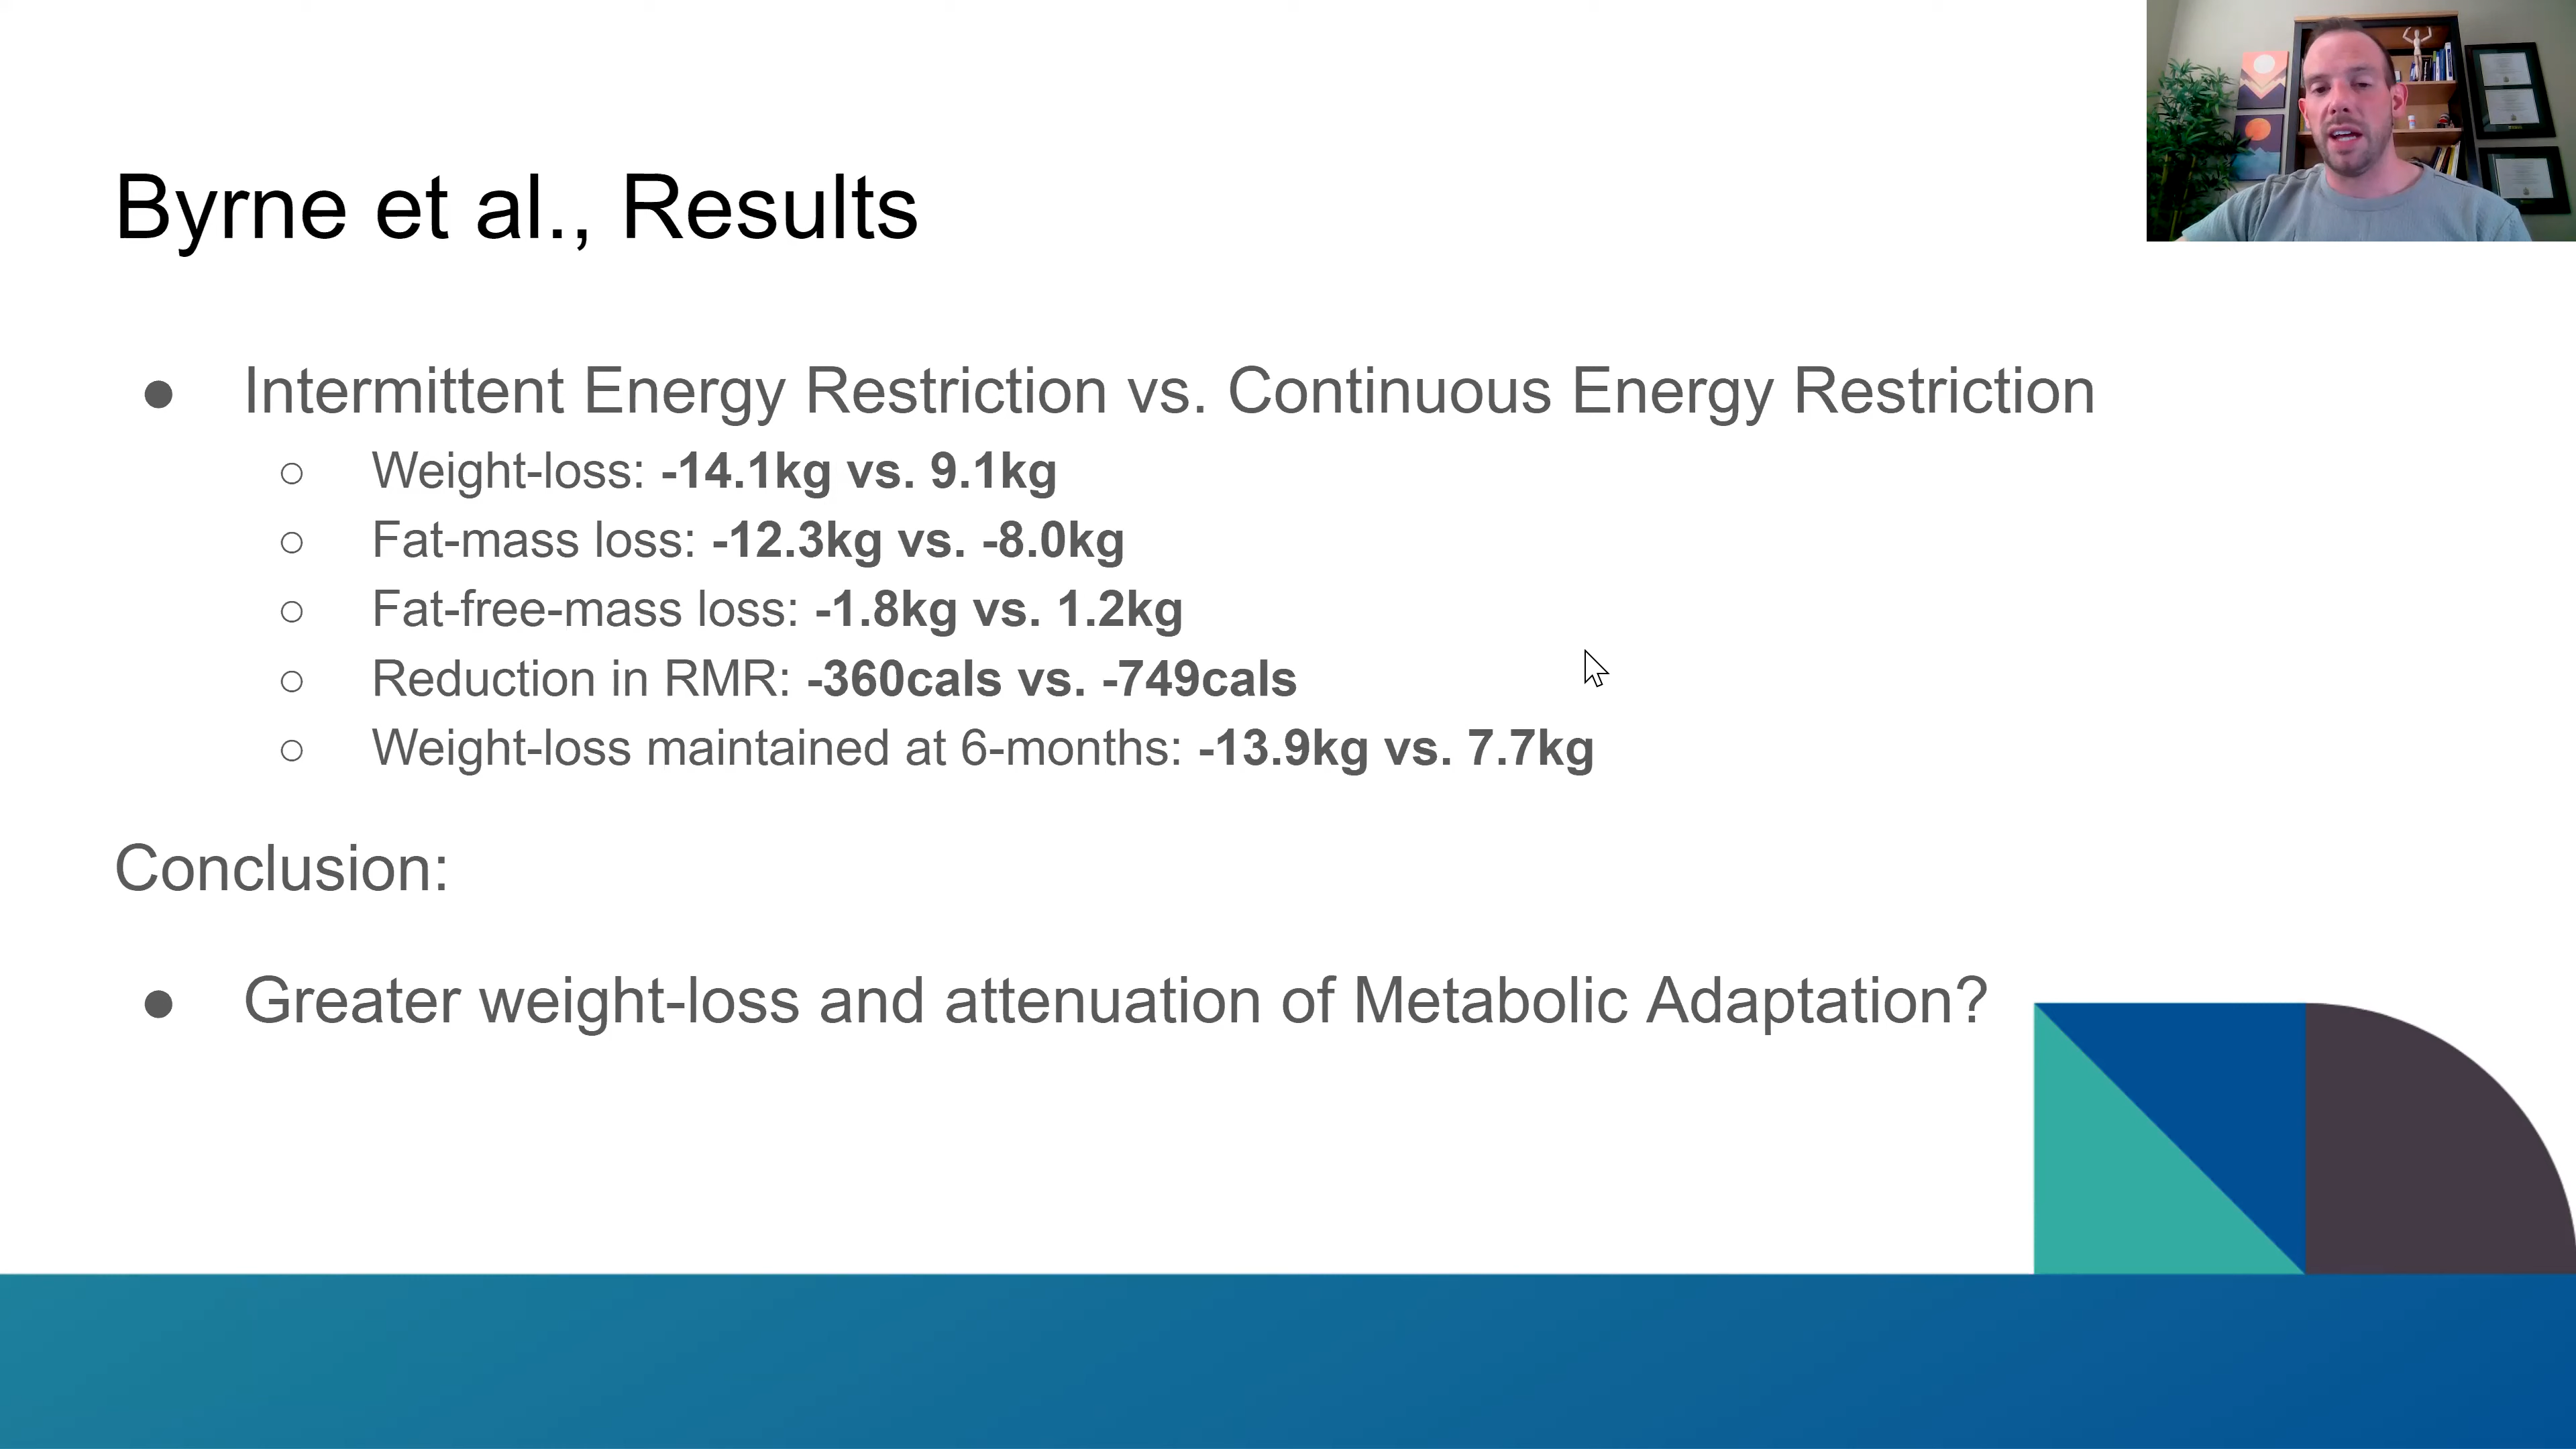 Byrne et al., Results
● Intermittent Energy Restriction vs. Continuous Energy Restriction
○ Weight-loss: -14.1kg vs. 9.1kg
○ Fat-mass loss: -12.3kg vs. -8.0kg
○ Fat-free-mass loss: -1.8kg vs. 1.2kg
○ Reduction in RMR: -360cals vs. -749cals
○ Weight-loss maintained at 6-months: -13.9kg vs. 7.7kg
Conclusion:
● Greater weight-loss and attenuation of Metabolic Adaptation?